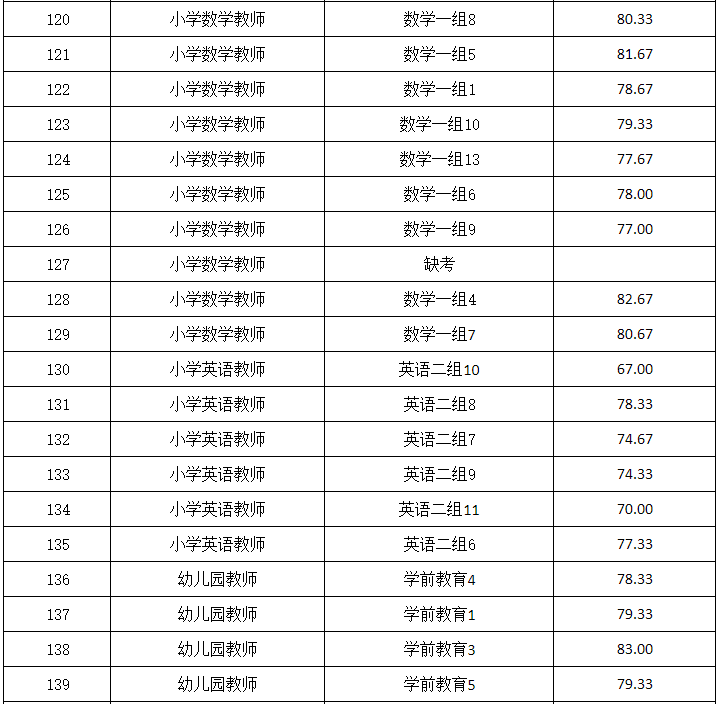 120 小学数学教师 数学一组8 80.33
121 小学数学教师 数学一组5 81.67
122 小学数学教师 数学一组1 78.67
123 小学数学教师 数学一组10 79.33
124 小学数学教师 数学一组13 77.67
125 小学数学教师 数学一组6 78.00
126 小学数学教师 数学一组9 77.00
127 小学数学教师 缺考
128 小学数学教师 数学一组4 82.67
129 小学数学教师 数学一组7 80.67
130 小学英语教师 英语二组10 67.00
131 小学英语教师 英语二组8 78.33
132 小学英语教师 英语二组7 74.67
133 小学英语教师 英语二组9 74.33
134 小学英语教师 英语二组11 70.00
135 小学英语教师 英语二组6 77.33
136 幼儿园教师 学前教育4 78.33
137 幼儿园教师 学前教育1 79.33
138 幼儿园教师 学前教育3 83.00
139 幼儿园教师 学前教育5 79.33